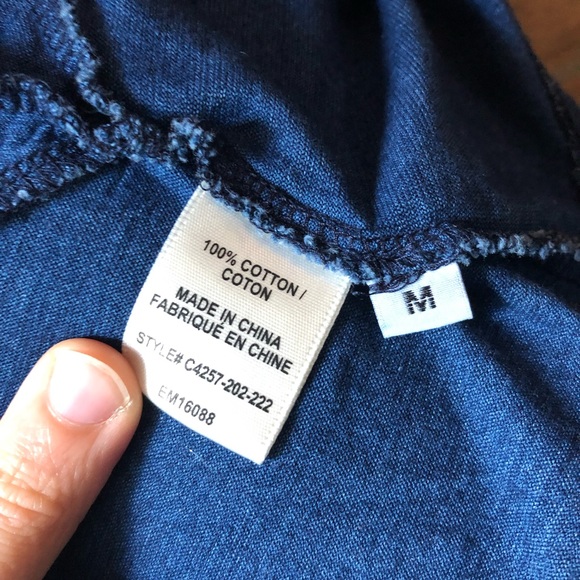 100% COTTON /
COTON
MADE IN CHINA
FABRIQUÉ EN CHINE
STYLE# C4257-202-222
EM16088
M